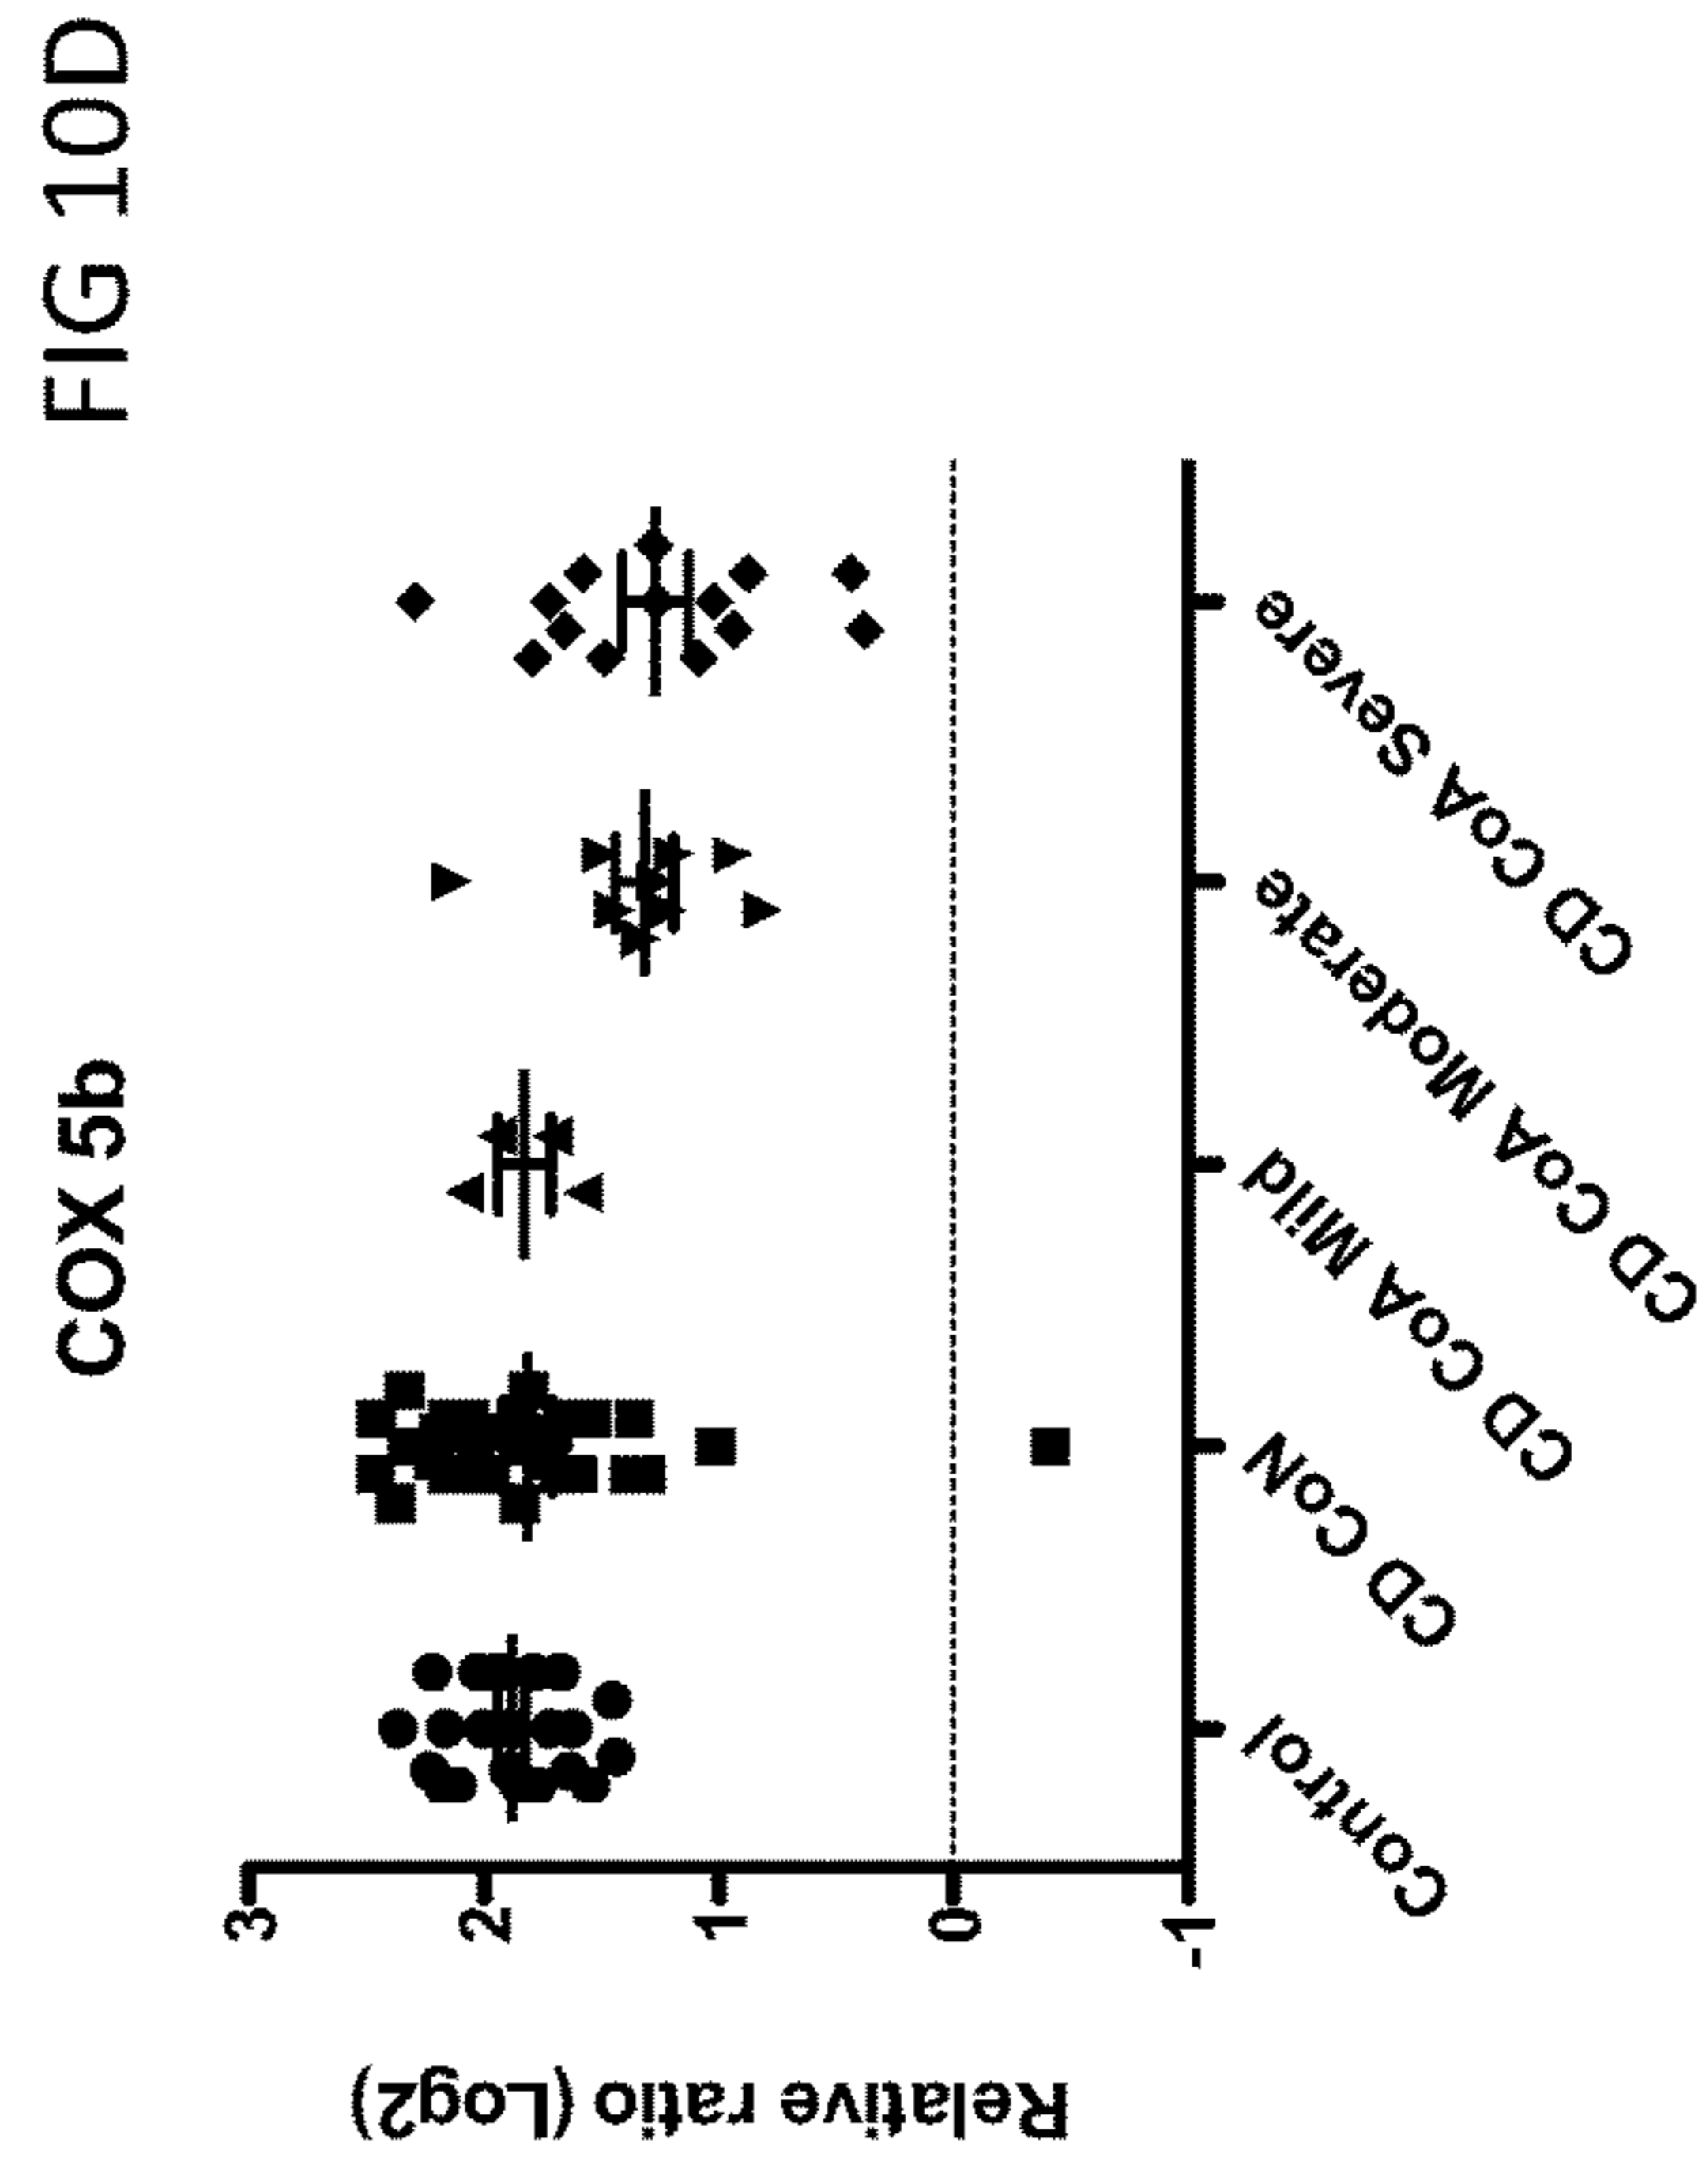 FIG 10D
COX 5b
Relative ratio (Log2)
3
2
1
0
-1
Control
CD CoN
CD CoA Mild
CD CoA Moderate
CD CoA Severe